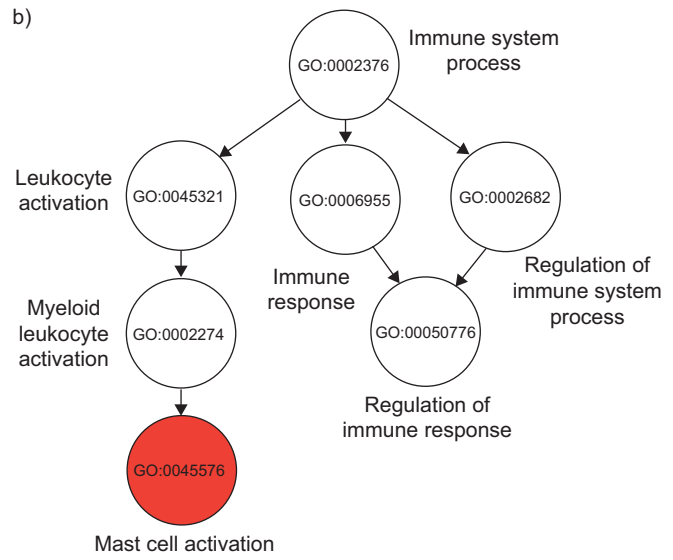 b)
Immune system
process
GO:0002376
Leukocyte
activation
GO:0045321
GO:0006955
GO:0002682
Immune
response
Regulation of
immune system
process
Myeloid
leukocyte
activation
GO:0002274
GO:00050776
Regulation of
immune response
GO:0045576
Mast cell activation